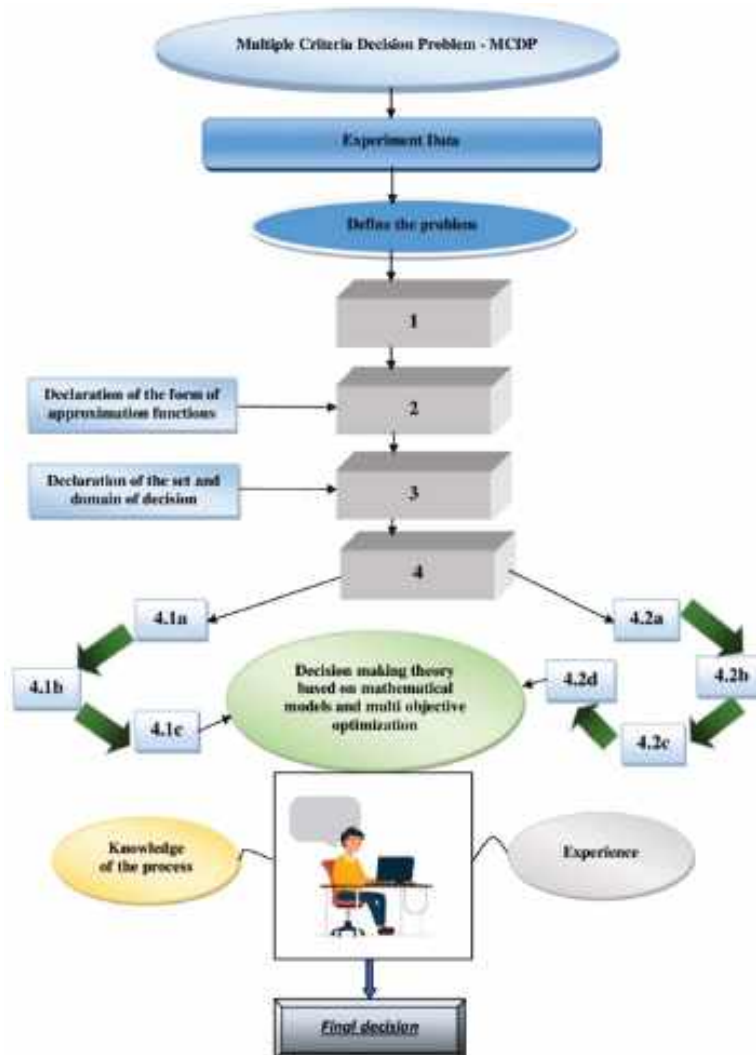 Multiple Criteria Decision Problem - MCDP
Experiment Data
Define the problem
1
Declaration of the form of
approximation functions
2
Declaration of the set and
domain of decision
3
4
4.1a
4.2a
4.1b
Decision making theory
based on mathematical
models and multi objective
optimization
4.2d
4.2b
4.1c
4.2c
Knowledge
of the process
Experience
Final decision